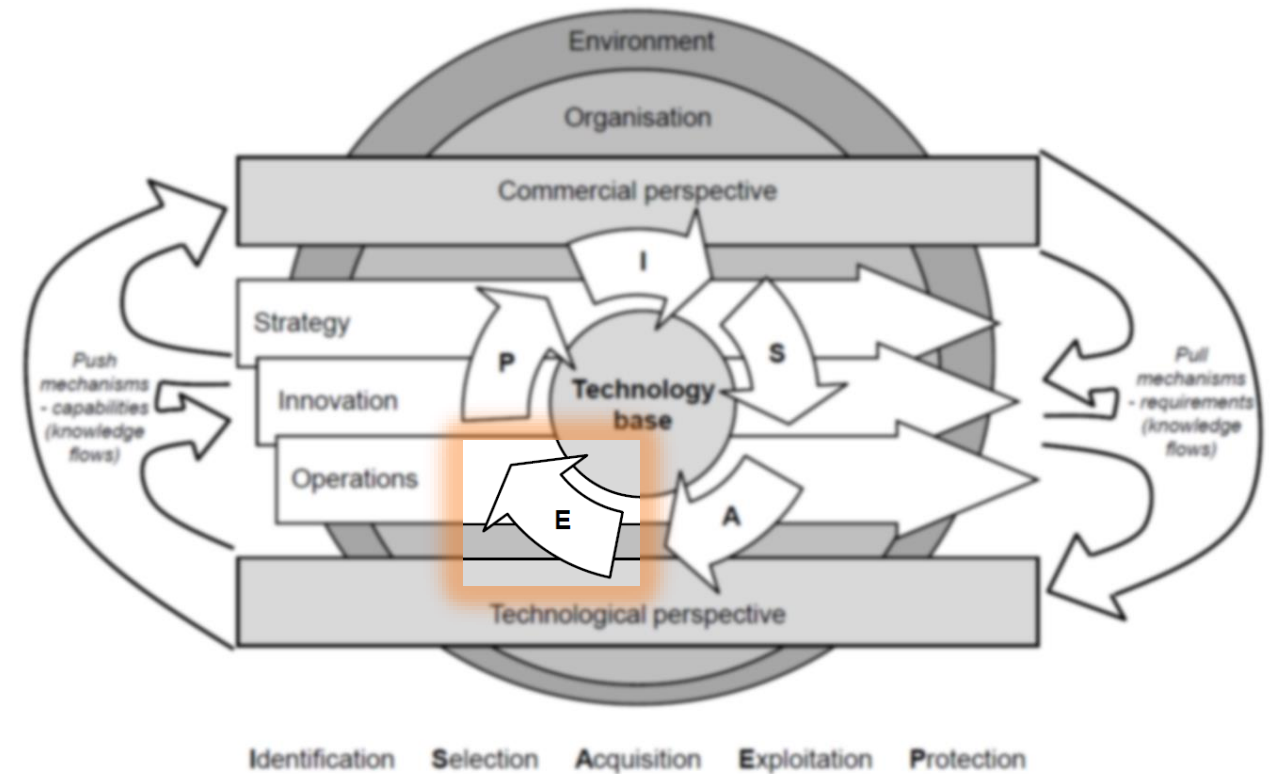 Environment
Organisation
Commercial perspective
I
Strategy
P
S
Push
mechanisms
- capabilities
(knowledge
flows)
Pull
mechanisms
- requirements
(knowledge
flows)
Technology
base
Innovation
Operations
E
A
Technological perspective
Identification Selection Acquisition Exploitation Protection